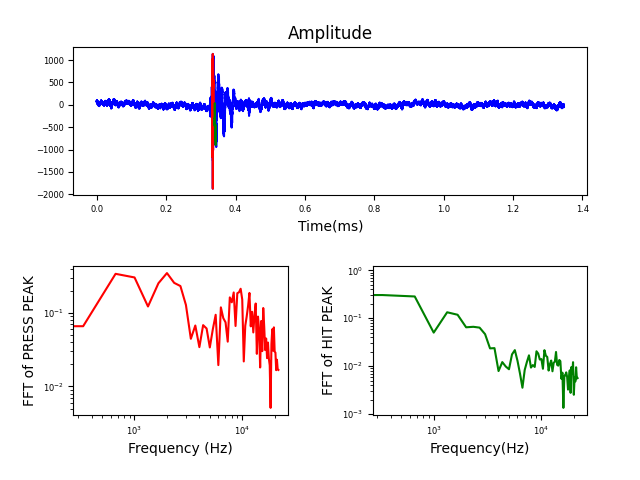 Amplitude
1000
500
0
−500
−1000
−1500
−2000
0.0 0.2 0.4 0.6 0.8 1.0 1.2 1.4
Time(ms)
FFT of PRESS PEAK
10⁻¹
10⁻²
10³ 10⁴
Frequency (Hz)
FFT of HIT PEAK
10⁰
10⁻¹
10⁻²
10⁻³
10³ 10⁴
Frequency(Hz)